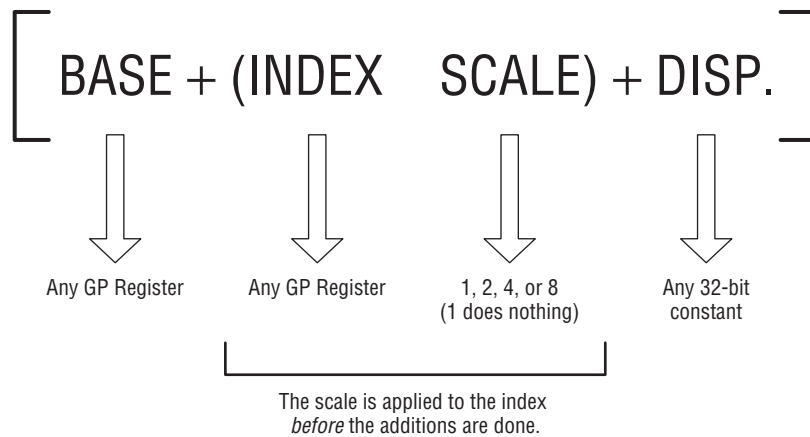 [BASE + (INDEX SCALE) + DISP.]
Any GP Register
Any GP Register
1, 2, 4, or 8
(1 does nothing)
Any 32-bit
constant
The scale is applied to the index
before the additions are done.